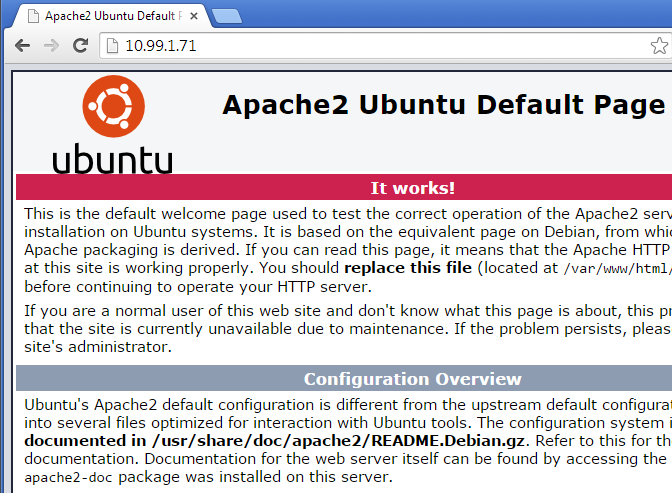 Apache2 Ubuntu Default
10.99.1.71
ubuntu
Apache2 Ubuntu Default Page
It works!
This is the default welcome page used to test the correct operation of the Apache2
installation on Ubuntu systems. It is based on the equivalent page on Debian, from
Apache packaging is derived. If you can read this page, it means that the Apache HTTP
at this site is working properly. You should replace this file (located at /var/www/html/
before continuing to operate your HTTP server.
If you are a normal user of this web site and don't know what this page is about, this
that the site is currently unavailable due to maintenance. If the problem persists,
site's administrator.
Configuration Overview
Ubuntu's Apache2 default configuration is different from the upstream default
into several files optimized for interaction with Ubuntu tools. The configuration system
documented in /usr/share/doc/apache2/README.Debian.gz. Refer to this for
documentation. Documentation for the web server itself can be found by accessing the
apache2-doc package was installed on this server.